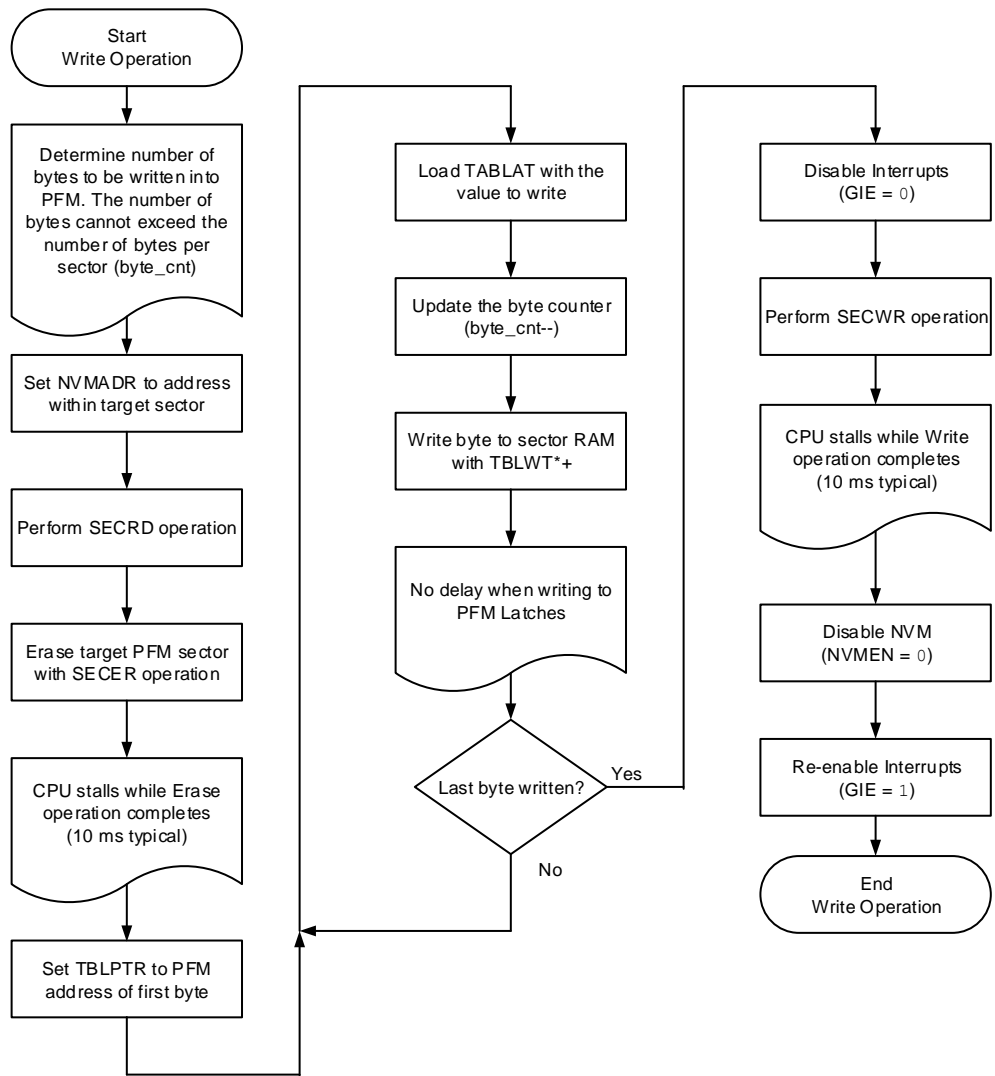 Start
Write Operation
Determine number of
bytes to be written into
PFM. The number of
bytes cannot exceed the
number of bytes per
sector (byte_cnt)
Set NVMADR to address
within target sector
Perform SECRD operation
Erase target PFM sector
with SECER operation
CPU stalls while Erase
operation completes
(10 ms typical)
Set TBLPTR to PFM
address of first byte
Load TABLAT with the
value to write
Update the byte counter
(byte_cnt--)
Write byte to sector RAM
with TBLWT*+
No delay when writing to
PFM Latches
Last byte written?
Yes
No
Disable Interrupts
(GIE = 0)
Perform SECWR operation
CPU stalls while Write
operation completes
(10 ms typical)
Disable NVM
(NVMEN = 0)
Re-enable Interrupts
(GIE = 1)
End
Write Operation